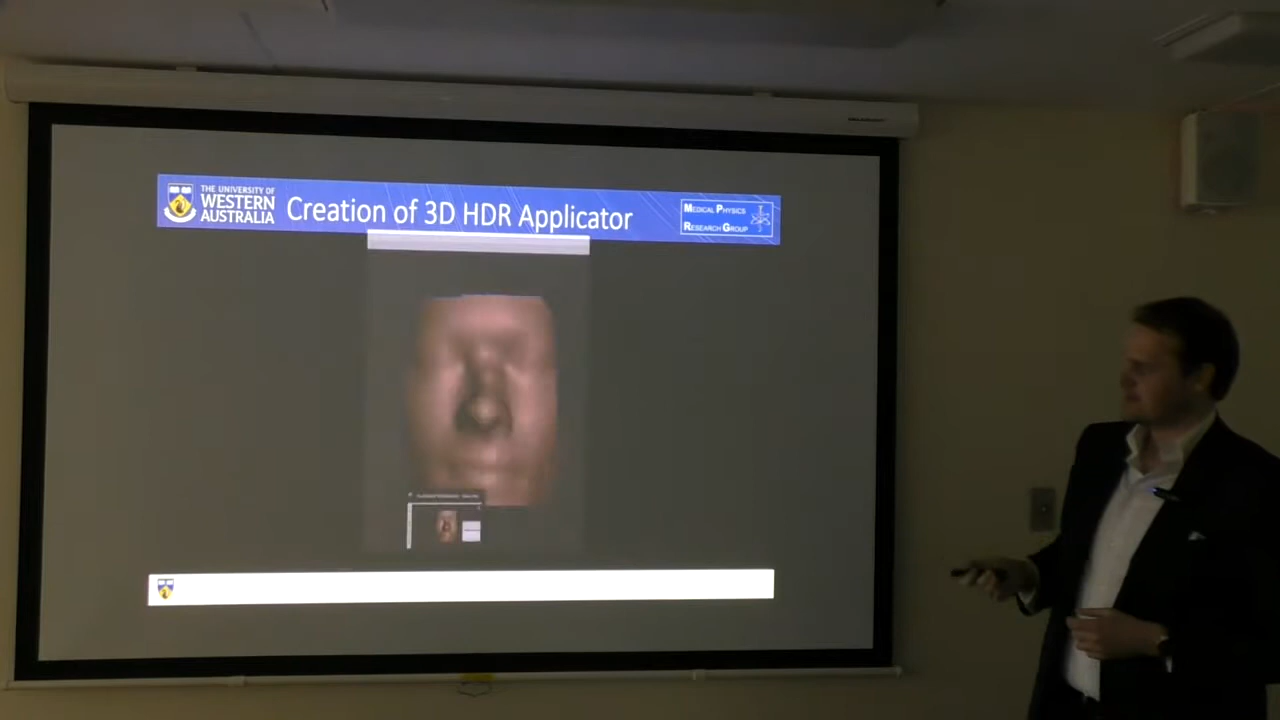 THE UNIVERSITY OF
WESTERN
AUSTRALIA
Creation of 3D HDR Applicator
MEDICAL PHYSICS
RESEARCH GROUP